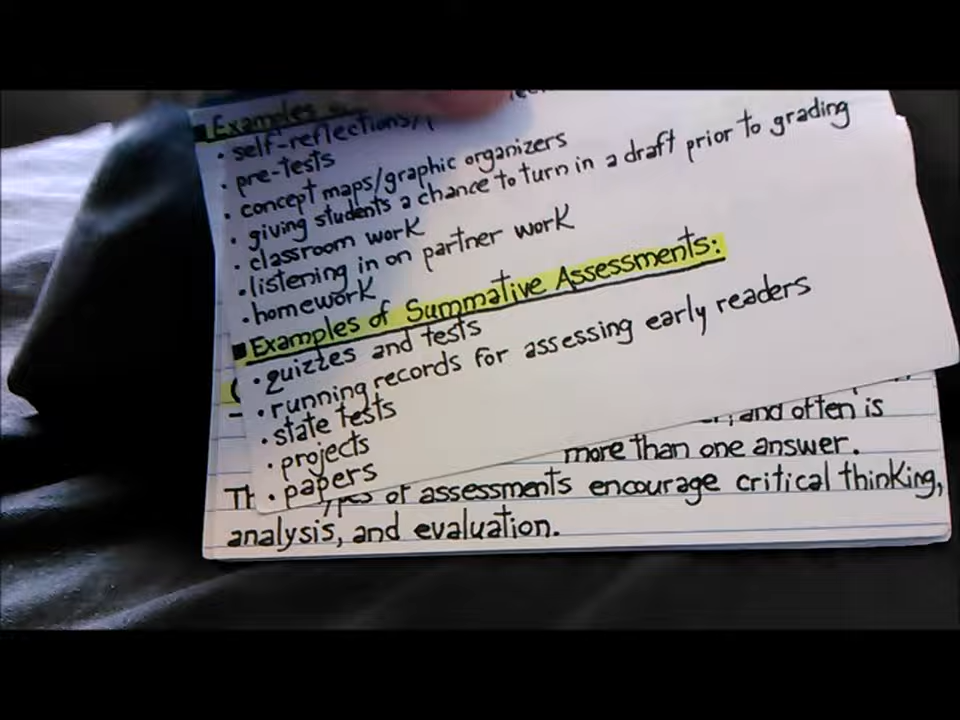 ■Examples
• self-reflections/
• pre-tests
• concept maps/graphic organizers
• giving students a chance to turn in a draft prior to grading
• classroom work
• listening in on partner work
• homework
■Examples of Summative Assessments:
• quizzes and tests
• running records for assessing early readers
• state tests
• projects
• papers
, and often is
more than one answer.
of assessments encourage critical thinking,
analysis, and evaluation.